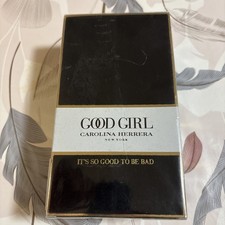 GOOD GIRL
CAROLINA HERRERA
NEW YORK
IT'S SO GOOD TO BE BAD